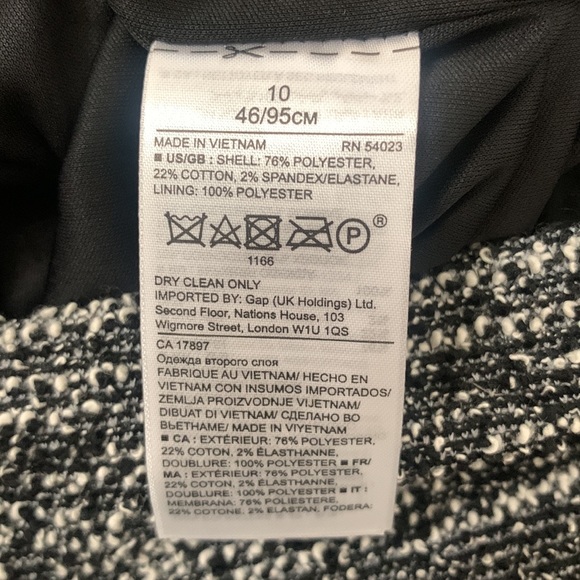 10
46/95CM
MADE IN VIETNAM RN 54023
■ US/GB : SHELL: 76% POLYESTER,
22% COTTON, 2% SPANDEX/ELASTANE,
LINING: 100% POLYESTER
P ®
1166
DRY CLEAN ONLY
IMPORTED BY: Gap (UK Holdings) Ltd.
Second Floor, Nations House, 103
Wigmore Street, London W1U 1QS
CA 17897
Одежда второго слоя
FABRIQUE AU VIETNAM/ HECHO EN
VIETNAM CON INSUMOS IMPORTADOS/
ZEMLJA PROIZVODNJE VIJETNAM/
DIBUAT DI VIETNAM/ СДЕЛАНО ВО
ВЬЕТНАМЕ/ MADE IN VIYETNAM
■ CA : EXTÉRIEUR: 76% POLYESTER,
22% COTON, 2% ÉLASTHANNE,
DOUBLURE: 100% POLYESTER ■ FR/
MA : EXTÉRIEUR: 76% POLYESTER,
22% COTON, 2% ÉLASTHANNE,
DOUBLURE: 100% POLYESTER ■ IT :
MEMBRANA: 76% POLIESTERE,
22% COTONE, 2% ELASTAN, FODERA: